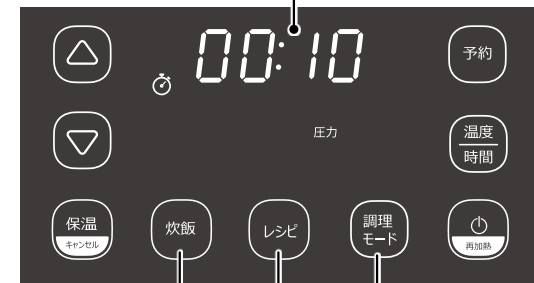 00:10
予約
圧力
温度
時間
保温
キャンセル
炊飯
レシピ
調理
モード
再加熱